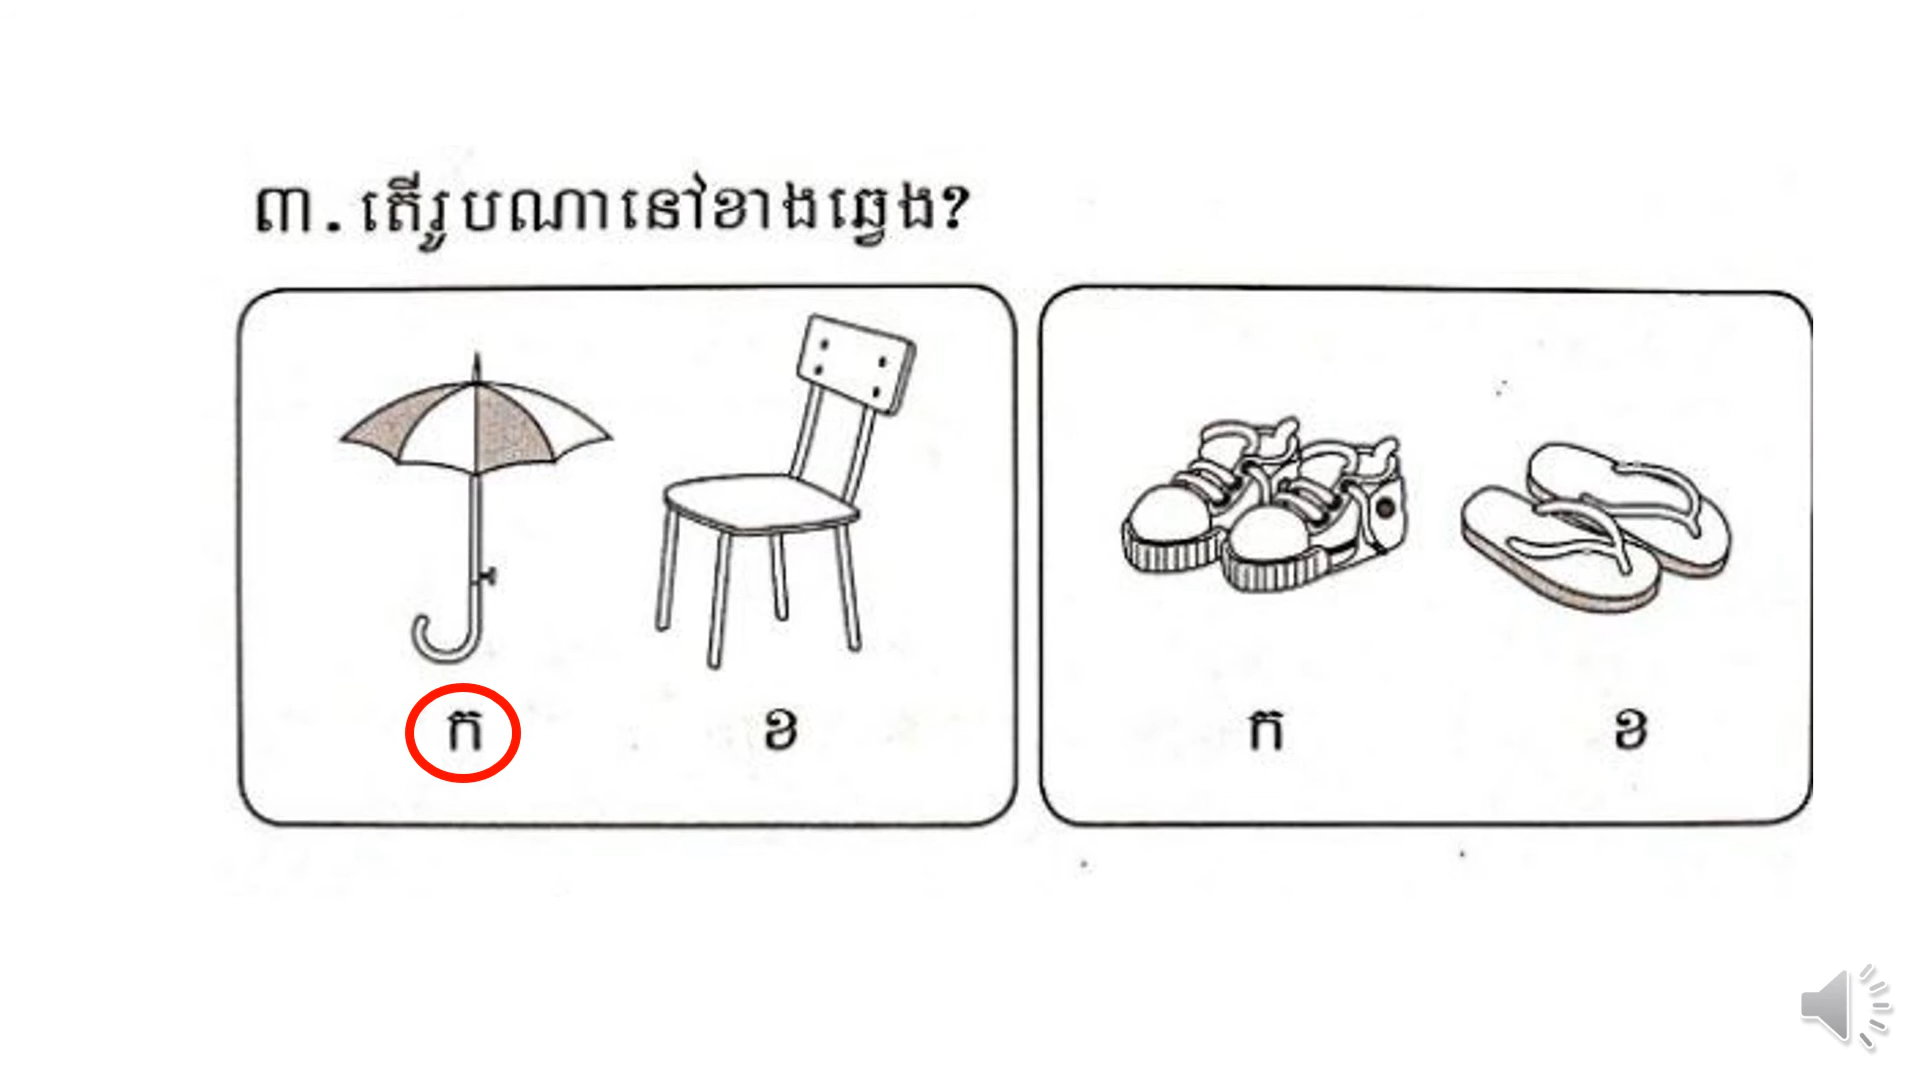 ៣. តើរូបណានៅខាងឆ្វេង?
ក ខ
ក ខ